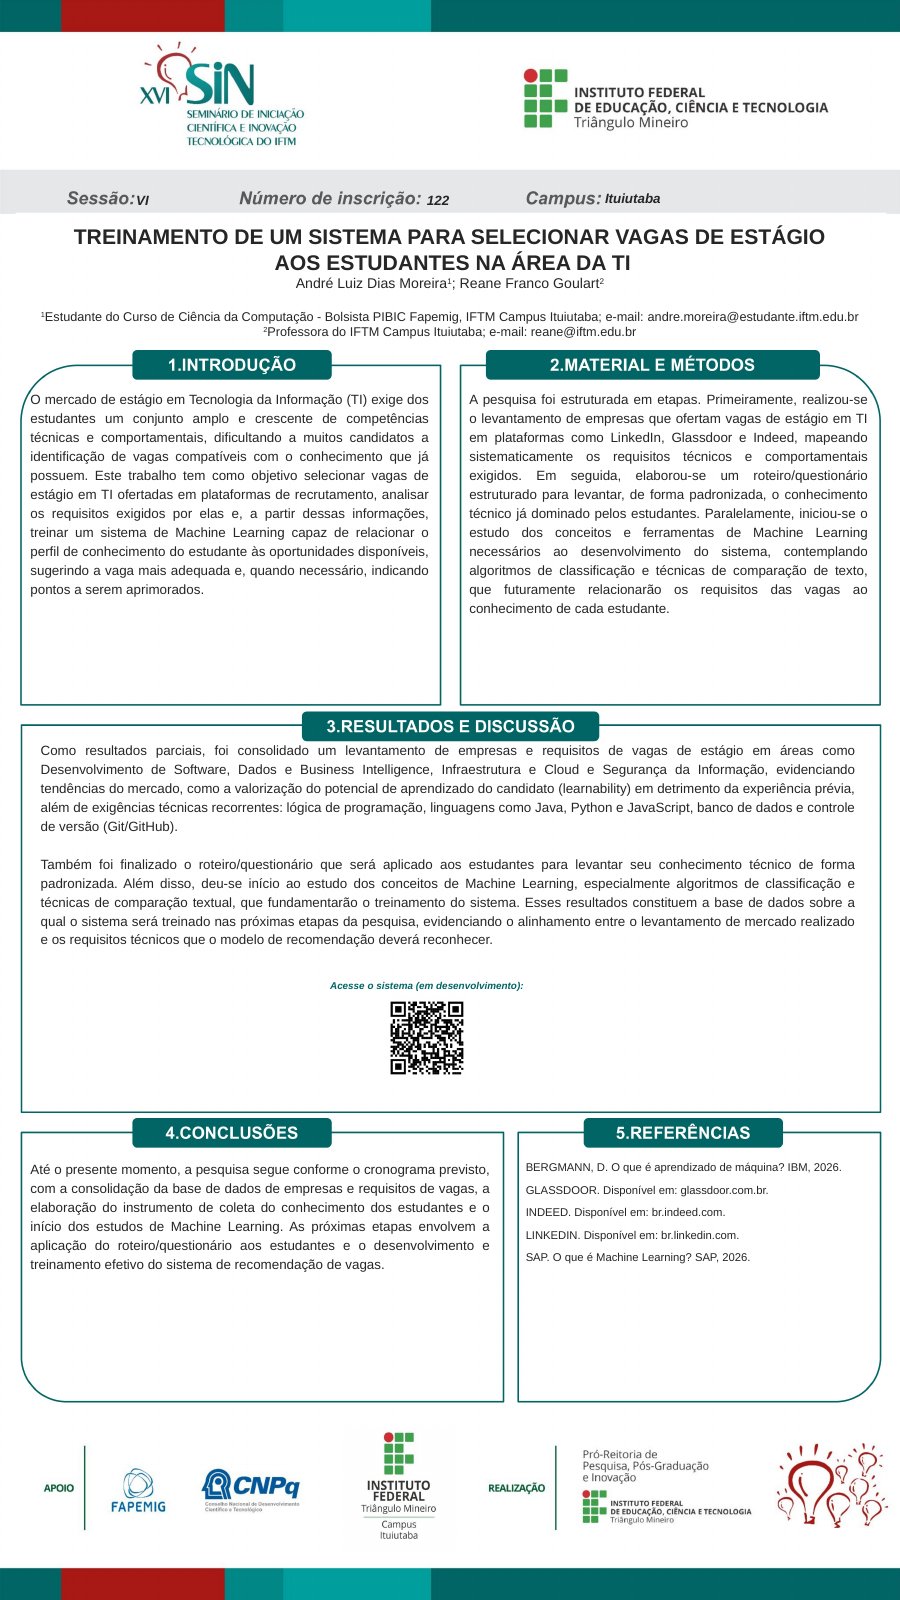 XVI SiN
SEMINÁRIO DE INICIAÇÃO
CIENTÍFICA E INOVAÇÃO
TECNOLÓGICA DO IFTM
INSTITUTO FEDERAL
DE EDUCAÇÃO, CIÊNCIA E TECNOLOGIA
Triângulo Mineiro
Sessão: VI Número de inscrição: 122 Campus: Ituiutaba
TREINAMENTO DE UM SISTEMA PARA SELECIONAR VAGAS DE ESTÁGIO
AOS ESTUDANTES NA ÁREA DA TI
André Luiz Dias Moreira¹; Reane Franco Goulart²
¹Estudante do Curso de Ciência da Computação - Bolsista PIBIC Fapemig, IFTM Campus Ituiutaba; e-mail: andre.moreira@estudante.iftm.edu.br
²Professora do IFTM Campus Ituiutaba; e-mail: reane@iftm.edu.br
1.INTRODUÇÃO
O mercado de estágio em Tecnologia da Informação (TI) exige dos
estudantes um conjunto amplo e crescente de competências
técnicas e comportamentais, dificultando a muitos candidatos a
identificação de vagas compatíveis com o conhecimento que já
possuem. Este trabalho tem como objetivo selecionar vagas de
estágio em TI ofertadas em plataformas de recrutamento, analisar
os requisitos exigidos por elas e, a partir dessas informações,
treinar um sistema de Machine Learning capaz de relacionar o
perfil de conhecimento do estudante às oportunidades disponíveis,
sugerindo a vaga mais adequada e, quando necessário, indicando
pontos a serem aprimorados.
2.MATERIAL E MÉTODOS
A pesquisa foi estruturada em etapas. Primeiramente, realizou-se
o levantamento de empresas que ofertam vagas de estágio em TI
em plataformas como LinkedIn, Glassdoor e Indeed, mapeando
sistematicamente os requisitos técnicos e comportamentais
exigidos. Em seguida, elaborou-se um roteiro/questionário
estruturado para levantar, de forma padronizada, o conhecimento
técnico já dominado pelos estudantes. Paralelamente, iniciou-se o
estudo dos conceitos e ferramentas de Machine Learning
necessários ao desenvolvimento do sistema, contemplando
algoritmos de classificação e técnicas de comparação de texto,
que futuramente relacionarão os requisitos das vagas ao
conhecimento de cada estudante.
3.RESULTADOS E DISCUSSÃO
Como resultados parciais, foi consolidado um levantamento de empresas e requisitos de vagas de estágio em áreas como
Desenvolvimento de Software, Dados e Business Intelligence, Infraestrutura e Cloud e Segurança da Informação, evidenciando
tendências do mercado, como a valorização do potencial de aprendizado do candidato (learnability) em detrimento da experiência prévia,
além de exigências técnicas recorrentes: lógica de programação, linguagens como Java, Python e JavaScript, banco de dados e controle
de versão (Git/GitHub).
Também foi finalizado o roteiro/questionário que será aplicado aos estudantes para levantar seu conhecimento técnico de forma
padronizada. Além disso, deu-se início ao estudo dos conceitos de Machine Learning, especialmente algoritmos de classificação e
técnicas de comparação textual, que fundamentarão o treinamento do sistema. Esses resultados constituem a base de dados sobre a
qual o sistema será treinado nas próximas etapas da pesquisa, evidenciando o alinhamento entre o levantamento de mercado realizado
e os requisitos técnicos que o modelo de recomendação deverá reconhecer.
Acesse o sistema (em desenvolvimento):
4.CONCLUSÕES
Até o presente momento, a pesquisa segue conforme o cronograma previsto,
com a consolidação da base de dados de empresas e requisitos de vagas, a
elaboração do instrumento de coleta do conhecimento dos estudantes e o
início dos estudos de Machine Learning. As próximas etapas envolvem a
aplicação do roteiro/questionário aos estudantes e o desenvolvimento e
treinamento efetivo do sistema de recomendação de vagas.
5.REFERÊNCIAS
BERGMANN, D. O que é aprendizado de máquina? IBM, 2026.
GLASSDOOR. Disponível em: glassdoor.com.br.
INDEED. Disponível em: br.indeed.com.
LINKEDIN. Disponível em: br.linkedin.com.
SAP. O que é Machine Learning? SAP, 2026.
APOIO
FAPEMIG
CNPq
Conselho Nacional de Desenvolvimento
Científico e Tecnológico
INSTITUTO
FEDERAL
Triângulo Mineiro
Campus
Ituiutaba
REALIZAÇÃO
Pró-Reitoria de
Pesquisa, Pós-Graduação
e Inovação
INSTITUTO FEDERAL
DE EDUCAÇÃO, CIÊNCIA E TECNOLOGIA
Triângulo Mineiro